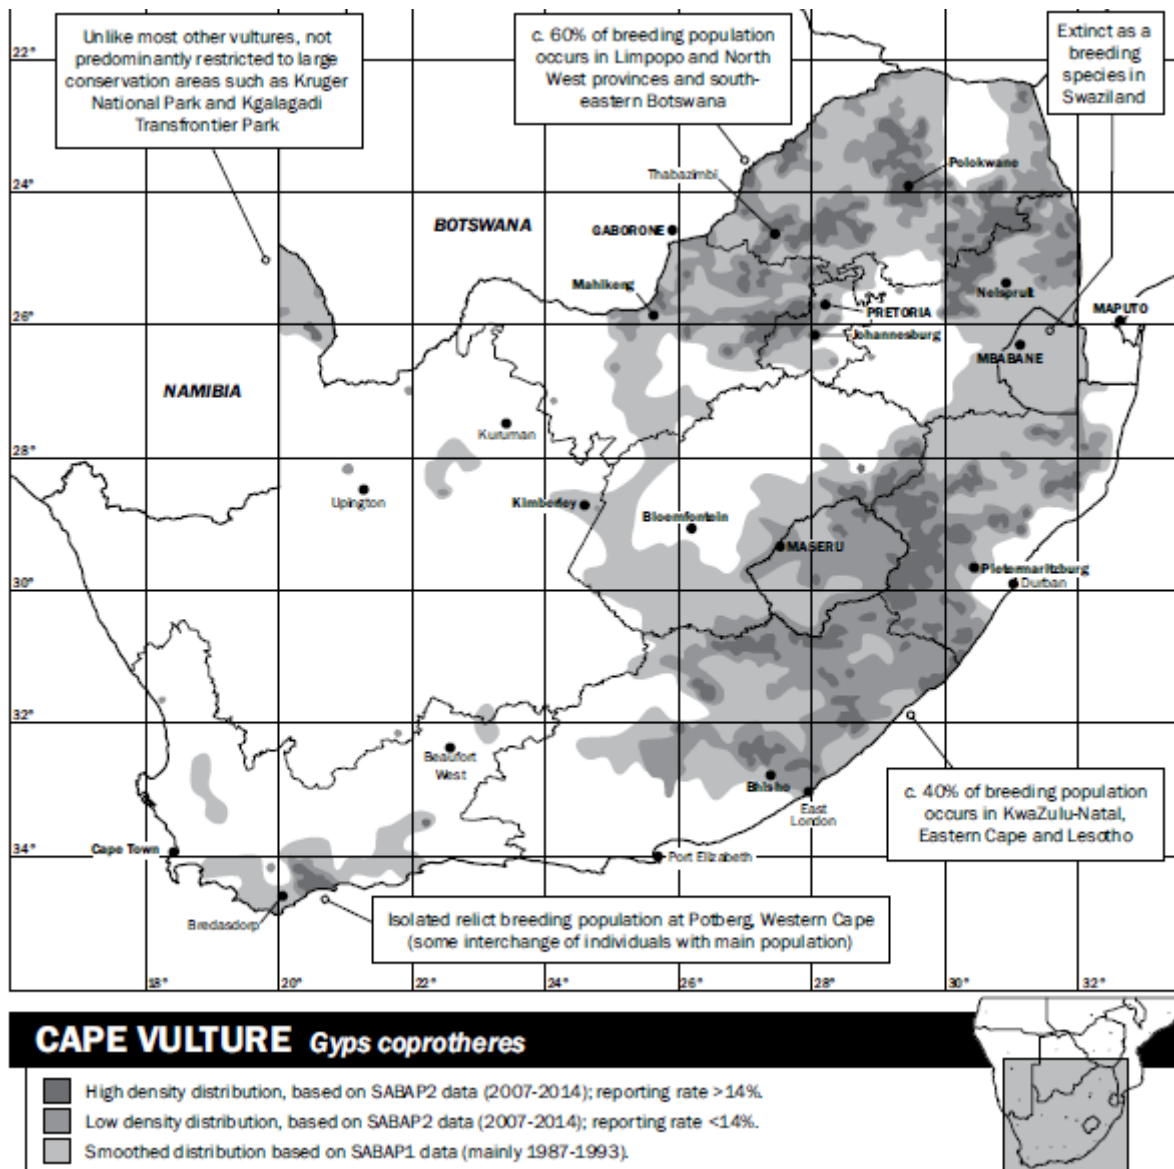 Unlike most other vultures, not
predominantly restricted to large
conservation areas such as Kruger
National Park and Kgalagadi
Transfrontier Park
c. 60% of breeding population
occurs in Limpopo and North
West provinces and south-
eastern Botswana
Extinct as a
breeding
species in
Swaziland
22°
24°
26°
28°
30°
32°
34°
Polokwane
Thabazimbi
BOTSWANA
GABORONE
Mahikeng
Nelspruit
PRETORIA
MAPUTO
Johannesburg
MBABANE
NAMIBIA
Kuruman
Upington
Kimberley
Bloemfontein
MASERU
Pietermaritzburg
Durban
Beaufort
West
Bhisho
East
London
c. 40% of breeding population
occurs in KwaZulu-Natal,
Eastern Cape and Lesotho
Cape Town
Port Elizabeth
Bredasdorp
Isolated relict breeding population at Potberg, Western Cape
(some interchange of individuals with main population)
18° 20° 22° 24° 26° 28° 30° 32°
CAPE VULTURE Gyps coprotheres
High density distribution, based on SABAP2 data (2007-2014); reporting rate >14%.
Low density distribution, based on SABAP2 data (2007-2014); reporting rate <14%.
Smoothed distribution based on SABAP1 data (mainly 1987-1993).